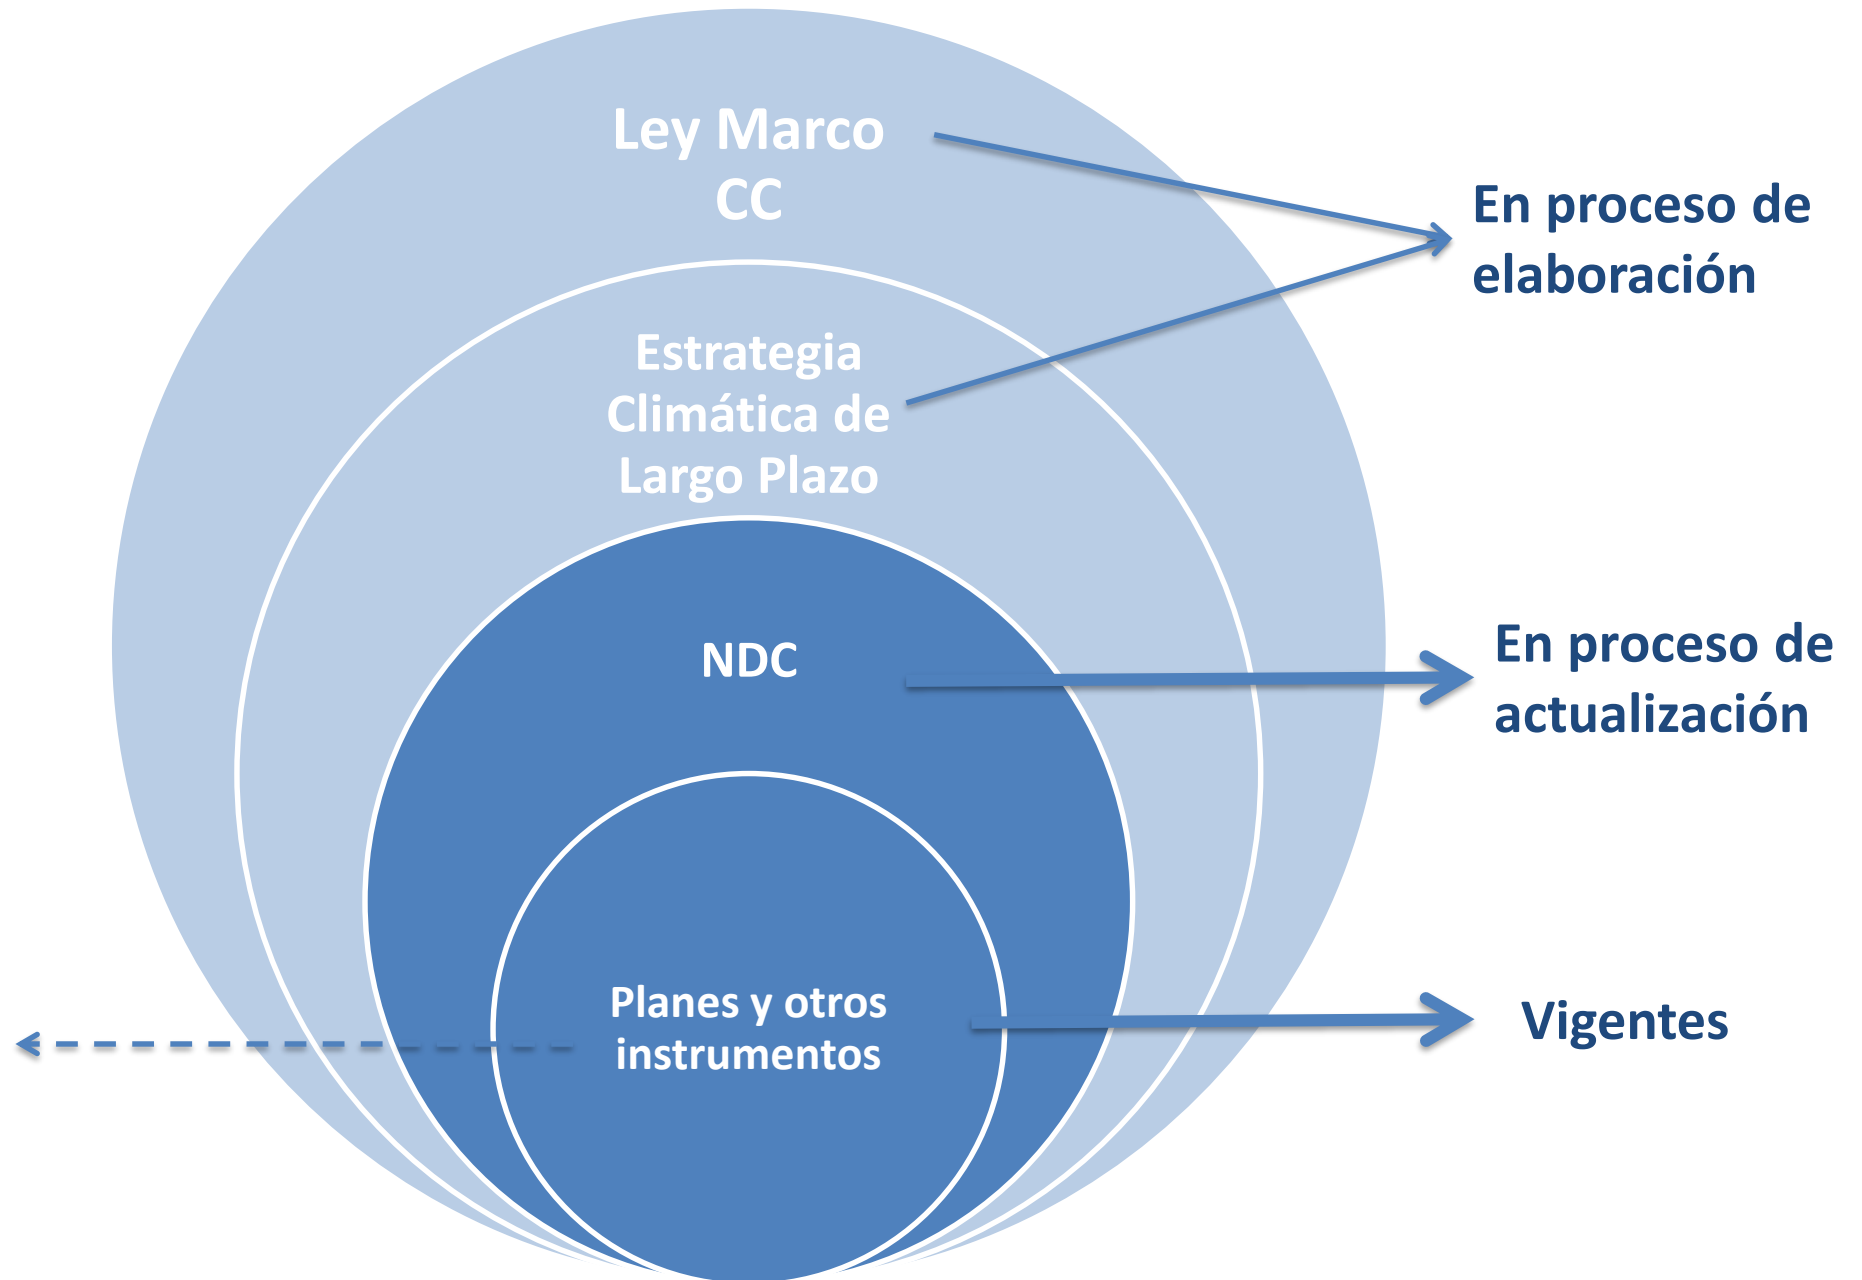 Ley Marco
CC
En proceso de
elaboración
Estrategia
Climática de
Largo Plazo
NDC
En proceso de
actualización
Planes y otros
instrumentos
Vigentes